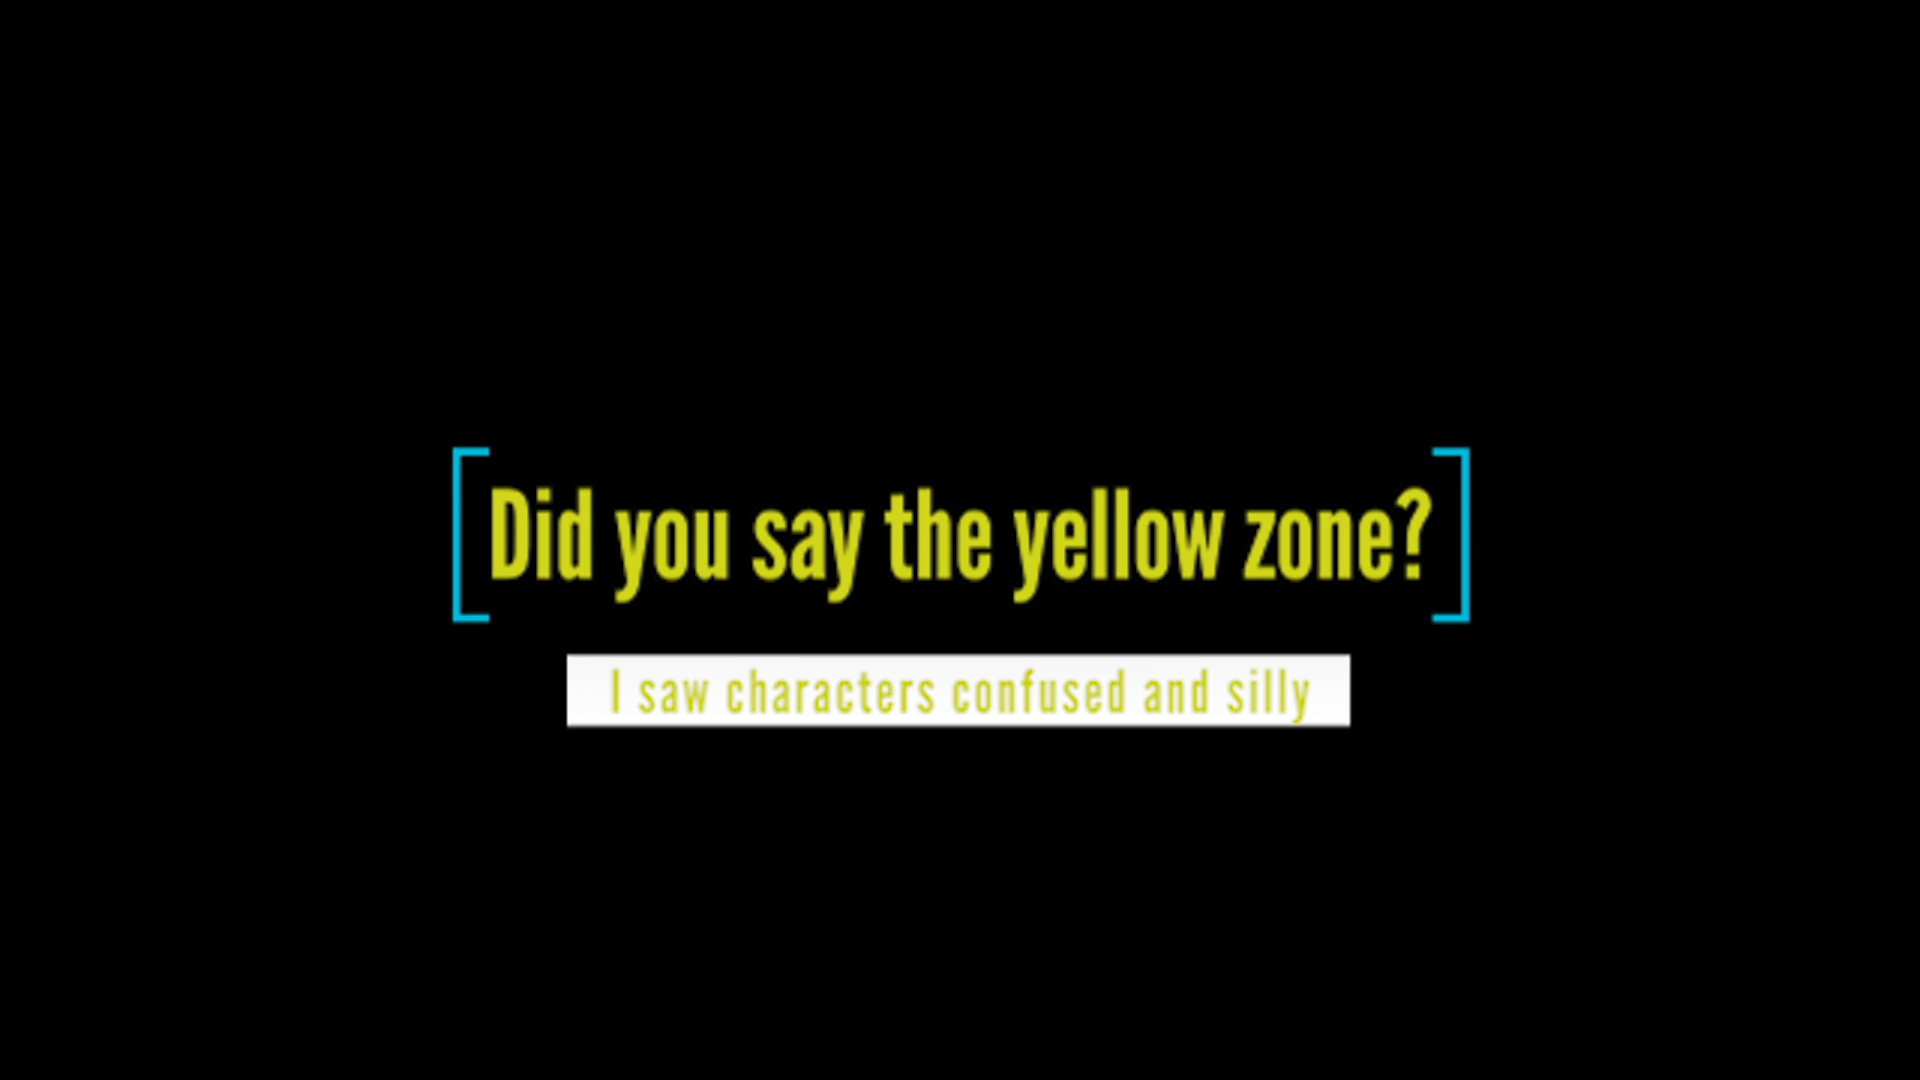 Did you say the yellow zone?
I saw characters confused and silly